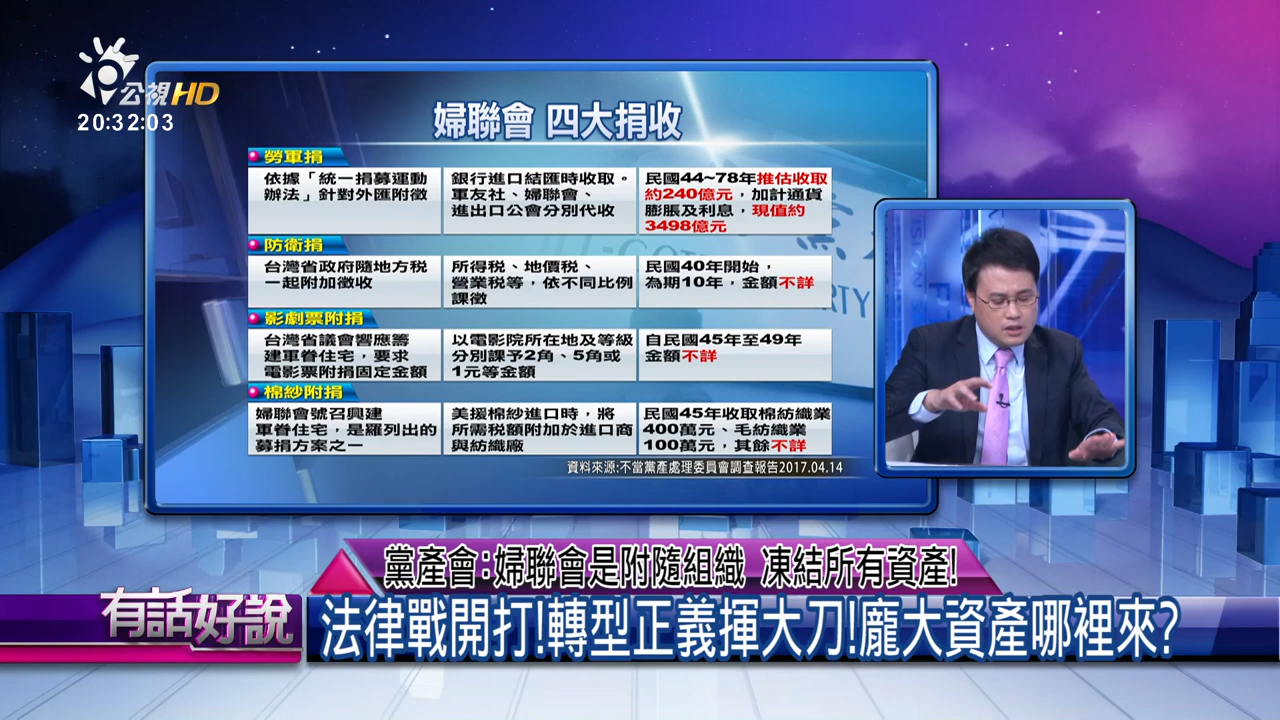 公視HD
20:32:03
婦聯會 四大捐收
勞軍捐
依據「統一捐募運動
辦法」針對外匯附徵
銀行進口結匯時收取。
軍友社、婦聯會、
進出口公會分別代收
民國44~78年推估收取
約240億元，加計通貨
膨脹及利息，現值約
3498億元
防衛捐
台灣省政府隨地方稅
一起附加徵收
所得稅、地價稅、
營業稅等，依不同比例
課徵
民國40年開始，
為期10年，金額不詳
影劇票附捐
台灣省議會響應籌
建軍眷住宅，要求
電影票附捐固定金額
以電影院所在地及等級
分別課予2角、5角或
1元等金額
自民國45年至49年
金額不詳
棉紗附捐
婦聯會號召興建
軍眷住宅，是羅列出的
募捐方案之一
美援棉紗進口時，將
所需稅額附加於進口商
與紡織廠
民國45年收取棉紡織業
400萬元、毛紡織業
100萬元，其餘不詳
資料來源:不當黨產處理委員會調查報告2017.04.14
黨產會:婦聯會是附隨組織 凍結所有資產!
有話好說
法律戰開打!轉型正義揮大刀!龐大資產哪裡來?